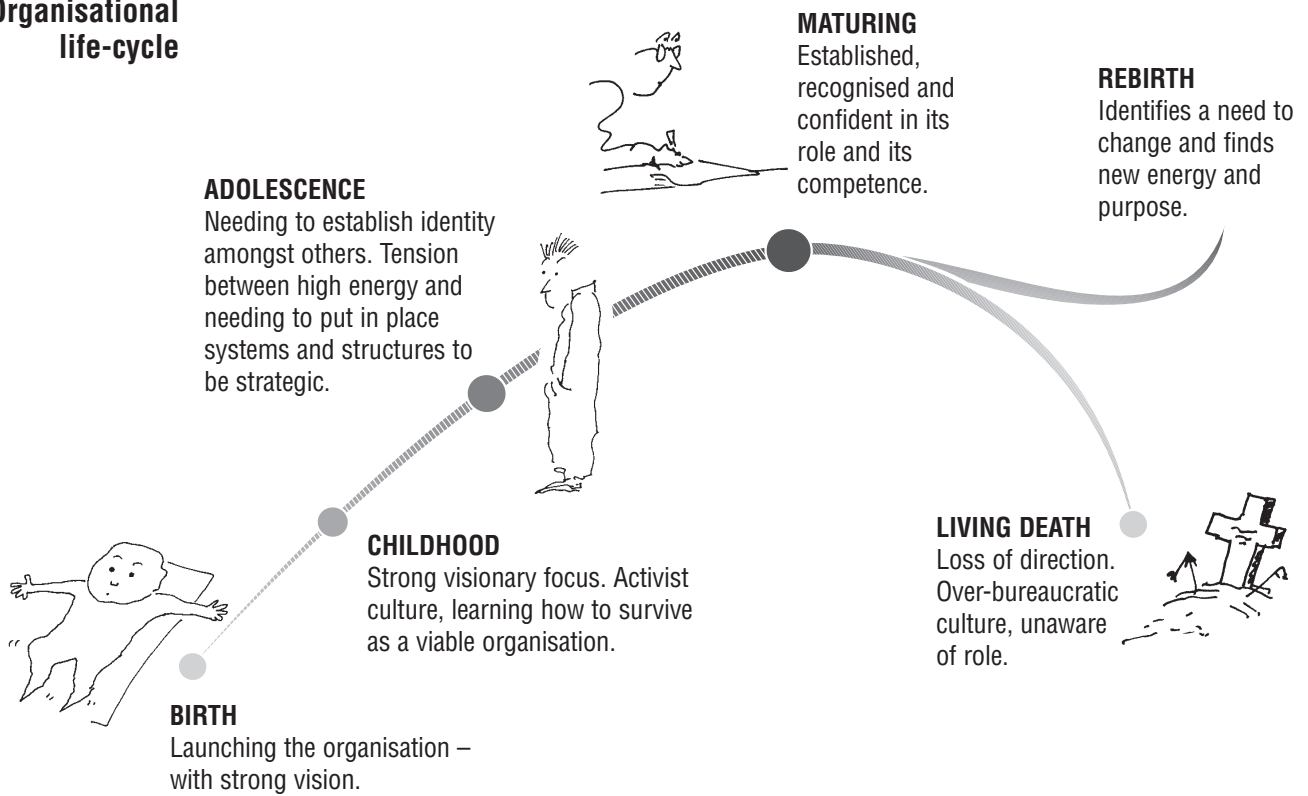 Organisational
life-cycle
MATURING
Established,
recognised and
confident in its
role and its
competence.
REBIRTH
Identifies a need to
change and finds
new energy and
purpose.
ADOLESCENCE
Needing to establish identity
amongst others. Tension
between high energy and
needing to put in place
systems and structures to
be strategic.
CHILDHOOD
Strong visionary focus. Activist
culture, learning how to survive
as a viable organisation.
LIVING DEATH
Loss of direction.
Over-bureaucratic
culture, unaware
of role.
BIRTH
Launching the organisation –
with strong vision.